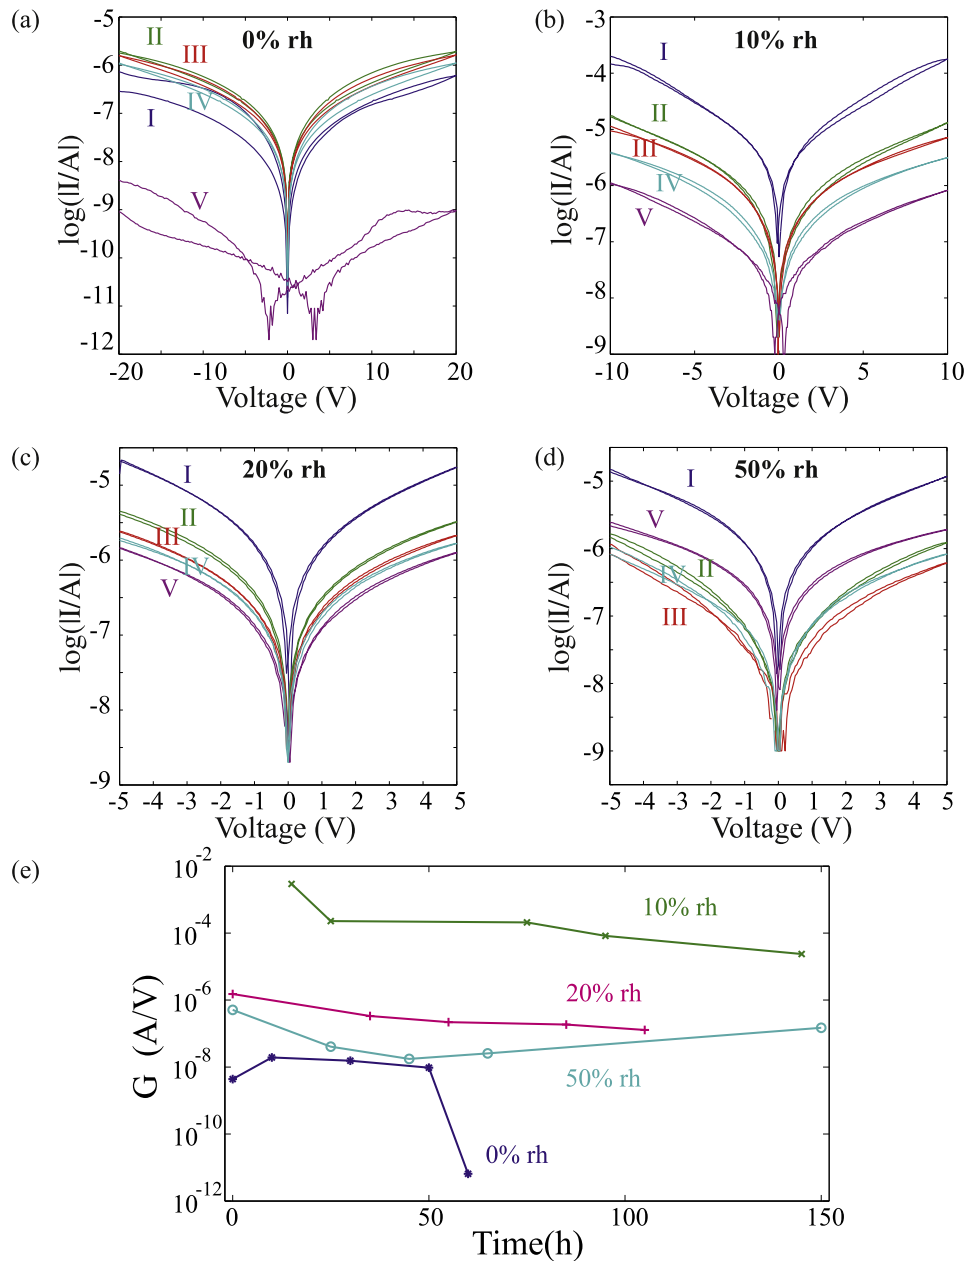 (a)
0% rh
log(|I/A|)
-5
-6
-7
-8
-9
-10
-11
-12
II
III
IV
I
V
-20
-10
0
10
20
Voltage (V)
(b)
10% rh
log(|I/A|)
-3
-4
-5
-6
-7
-8
-9
I
II
III
IV
V
-10
-5
0
5
10
Voltage (V)
(c)
20% rh
log(|I/A|)
-5
-6
-7
-8
-9
I
II
III
IV
V
-5
-4
-3
-2
-1
0
1
2
3
4
5
Voltage (V)
(d)
50% rh
log(|I/A|)
-5
-6
-7
-8
-9
I
V
II
IV
III
-5
-4
-3
-2
-1
0
1
2
3
4
5
Voltage (V)
(e)
G (A/V)
10-2
10-4
10-6
10-8
10-10
10-12
10% rh
20% rh
50% rh
0% rh
0
50
100
150
Time(h)